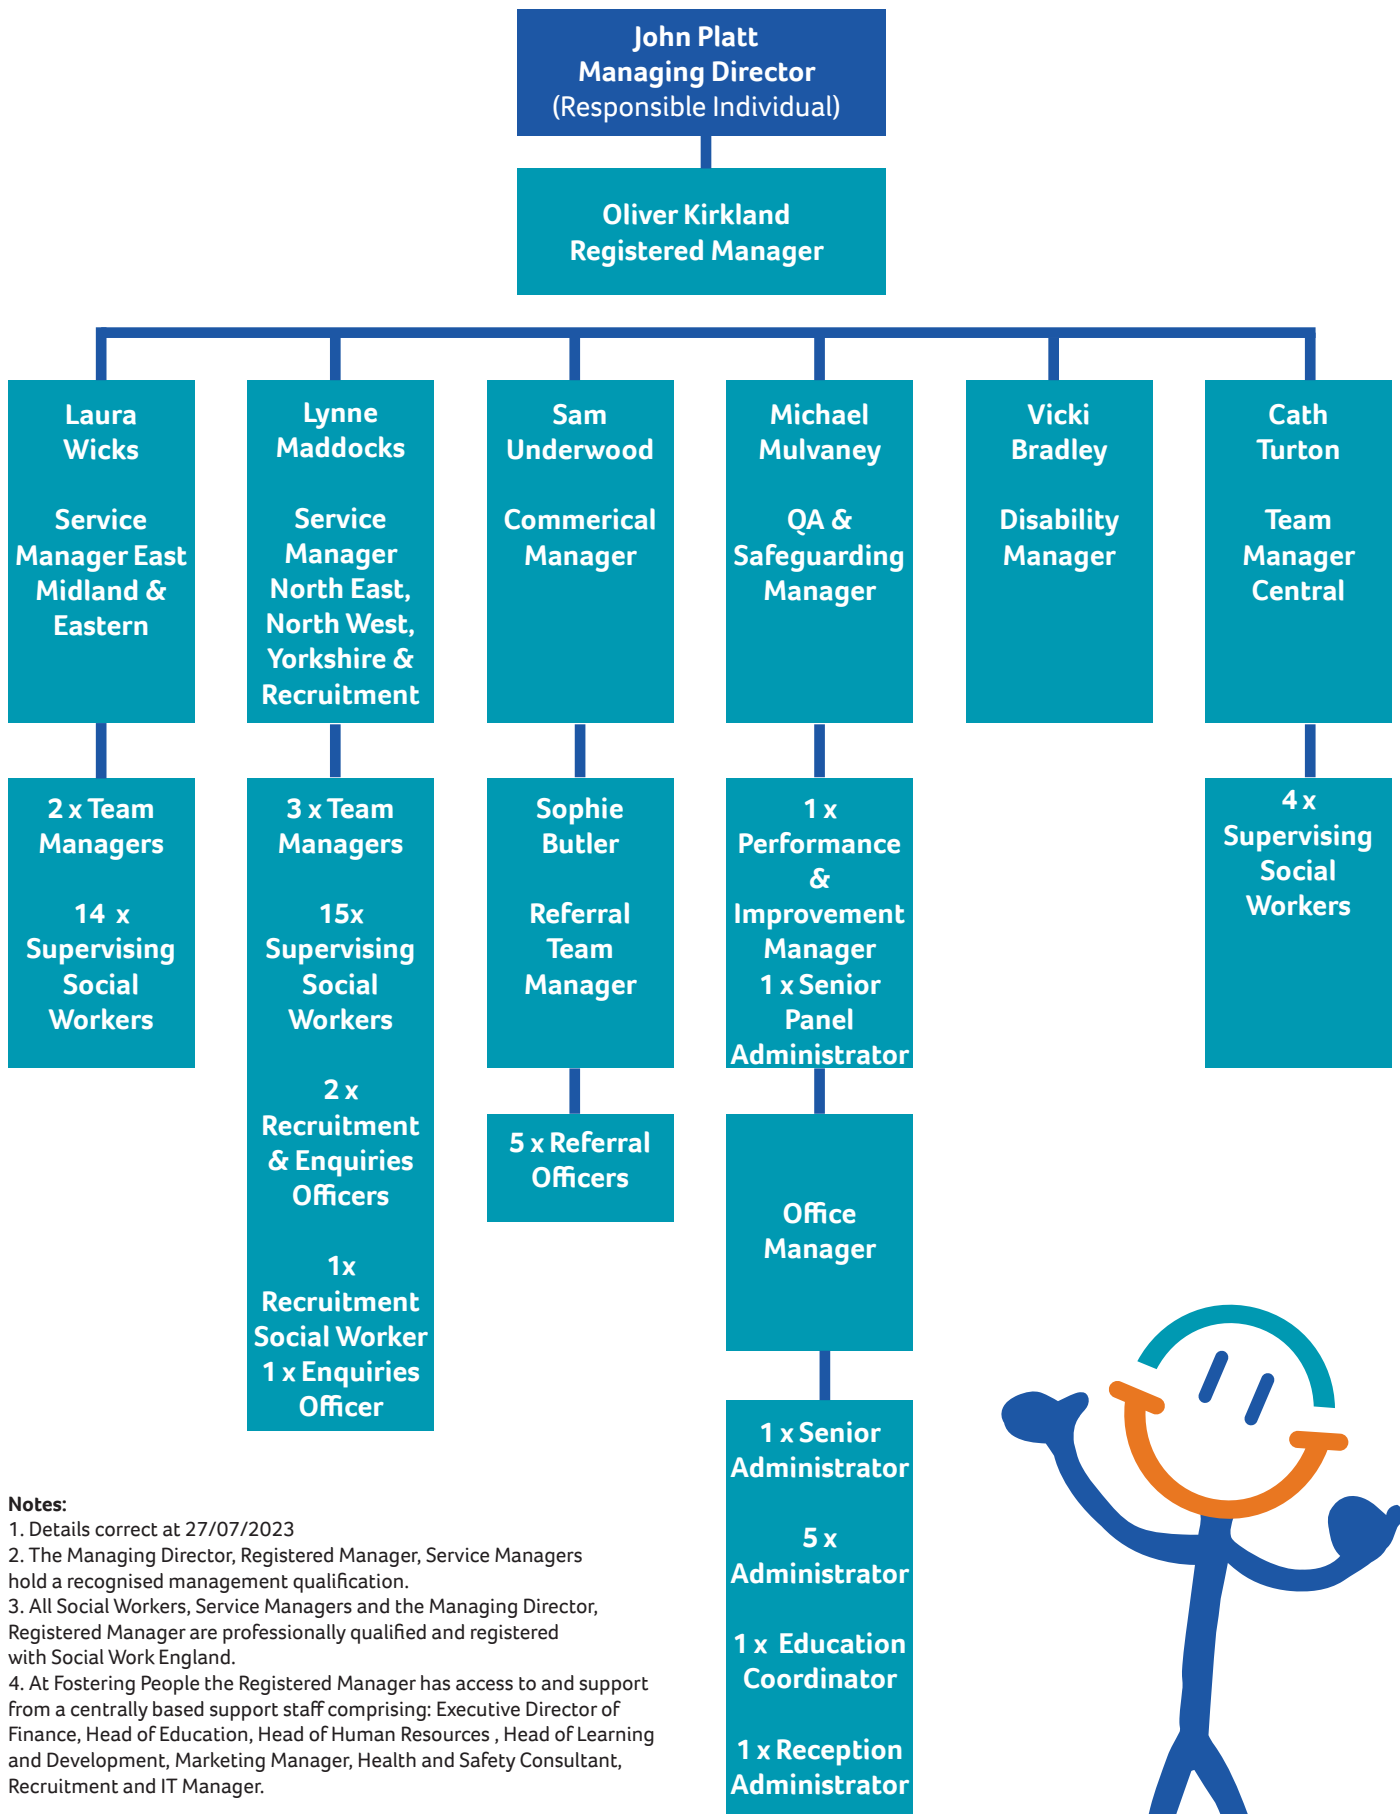 John Platt
Managing Director
(Responsible Individual)
Oliver Kirkland
Registered Manager
Laura
Wicks
Service
Manager East
Midland &
Eastern
Lynne
Maddocks
Service
Manager
North East,
North West,
Yorkshire &
Recruitment
Sam
Underwood
Commerical
Manager
Michael
Mulvaney
QA &
Safeguarding
Manager
Vicki
Bradley
Disability
Manager
Cath
Turton
Team
Manager
Central
2 x Team
Managers
14 x
Supervising
Social
Workers
3 x Team
Managers
15x
Supervising
Social
Workers
2 x
Recruitment
& Enquiries
Officers
1x
Recruitment
Social Worker
1 x Enquiries
Officer
Sophie
Butler
Referral
Team
Manager
5 x Referral
Officers
1 x
Performance
&
Improvement
Manager
1 x Senior
Panel
Administrator
Office
Manager
1 x Senior
Administrator
5 x
Administrator
1 x Education
Coordinator
1 x Reception
Administrator
4 x
Supervising
Social
Workers
Notes:
1. Details correct at 27/07/2023
2. The Managing Director, Registered Manager, Service Managers
hold a recognised management qualification.
3. All Social Workers, Service Managers and the Managing Director,
Registered Manager are professionally qualified and registered
with Social Work England.
4. At Fostering People the Registered Manager has access to and support
from a centrally based support staff comprising: Executive Director of
Finance, Head of Education, Head of Human Resources , Head of Learning
and Development, Marketing Manager, Health and Safety Consultant,
Recruitment and IT Manager.